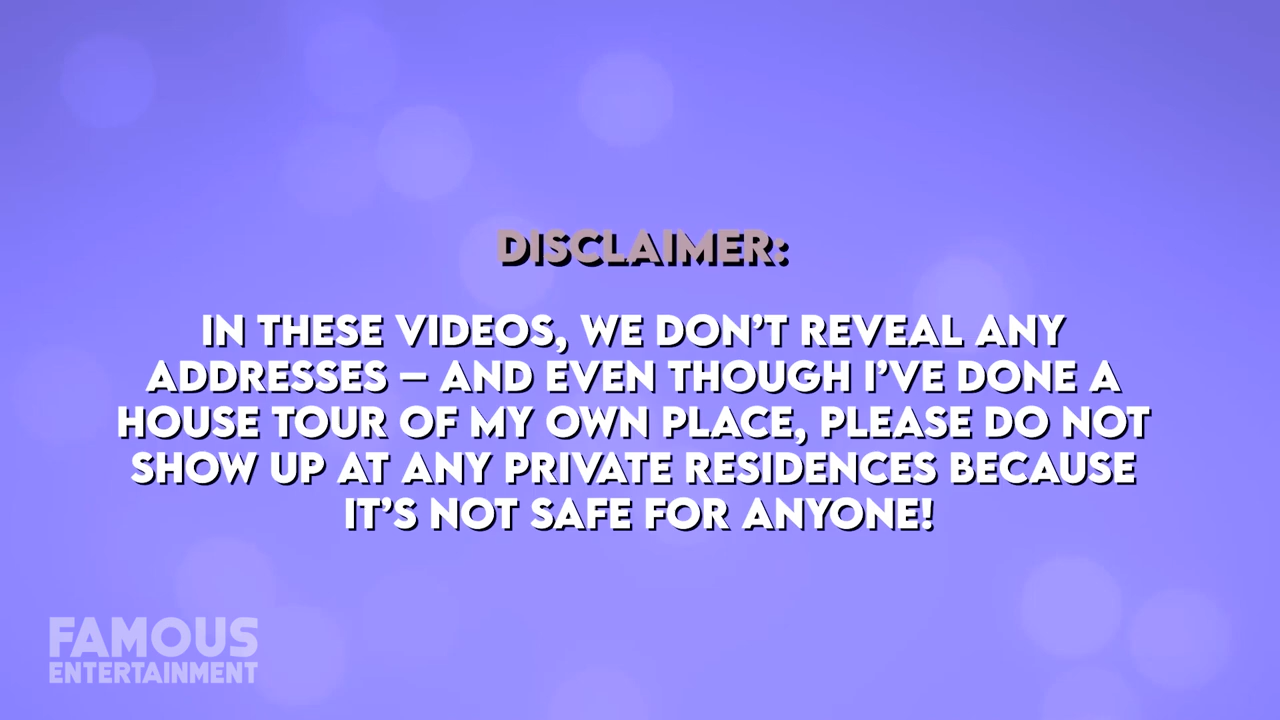 DISCLAIMER:
IN THESE VIDEOS, WE DON'T REVEAL ANY
ADDRESSES – AND EVEN THOUGH I'VE DONE A
HOUSE TOUR OF MY OWN PLACE, PLEASE DO NOT
SHOW UP AT ANY PRIVATE RESIDENCES BECAUSE
IT'S NOT SAFE FOR ANYONE!
FAMOUS
ENTERTAINMENT